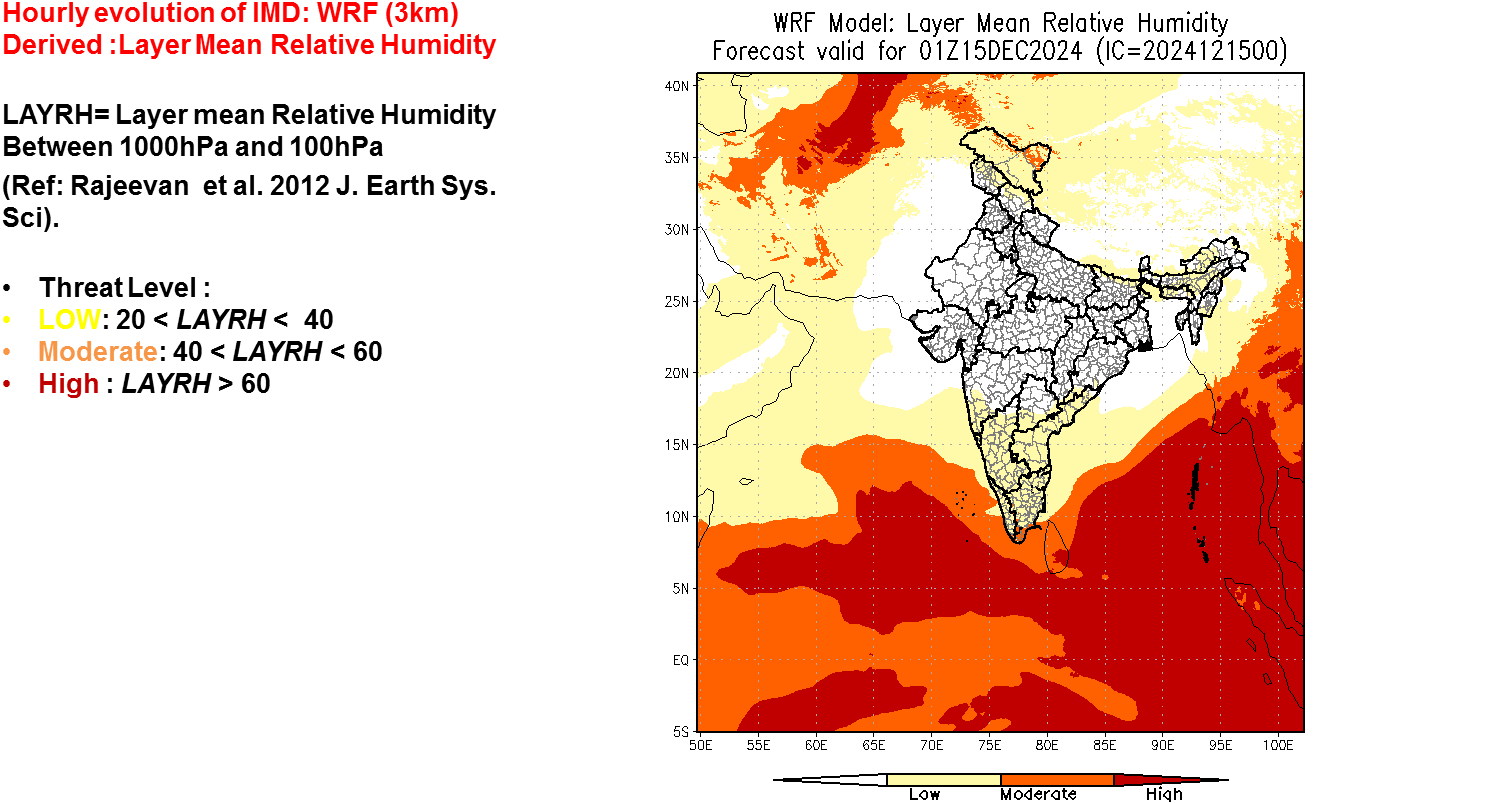 Hourly evolution of IMD: WRF (3km)
Derived :Layer Mean Relative Humidity
LAYRH= Layer mean Relative Humidity
Between 1000hPa and 100hPa
(Ref: Rajeevan et al. 2012 J. Earth Sys.
Sci).
• Threat Level :
• LOW: 20 < LAYRH < 40
• Moderate: 40 < LAYRH < 60
• High : LAYRH > 60
WRF Model: Layer Mean Relative Humidity
Forecast valid for 01Z15DEC2024 (IC=2024121500)
40N
35N
30N
25N
20N
15N
10N
5N
EQ
5S
50E 55E 60E 65E 70E 75E 80E 85E 90E 95E 100E
Low Moderate High